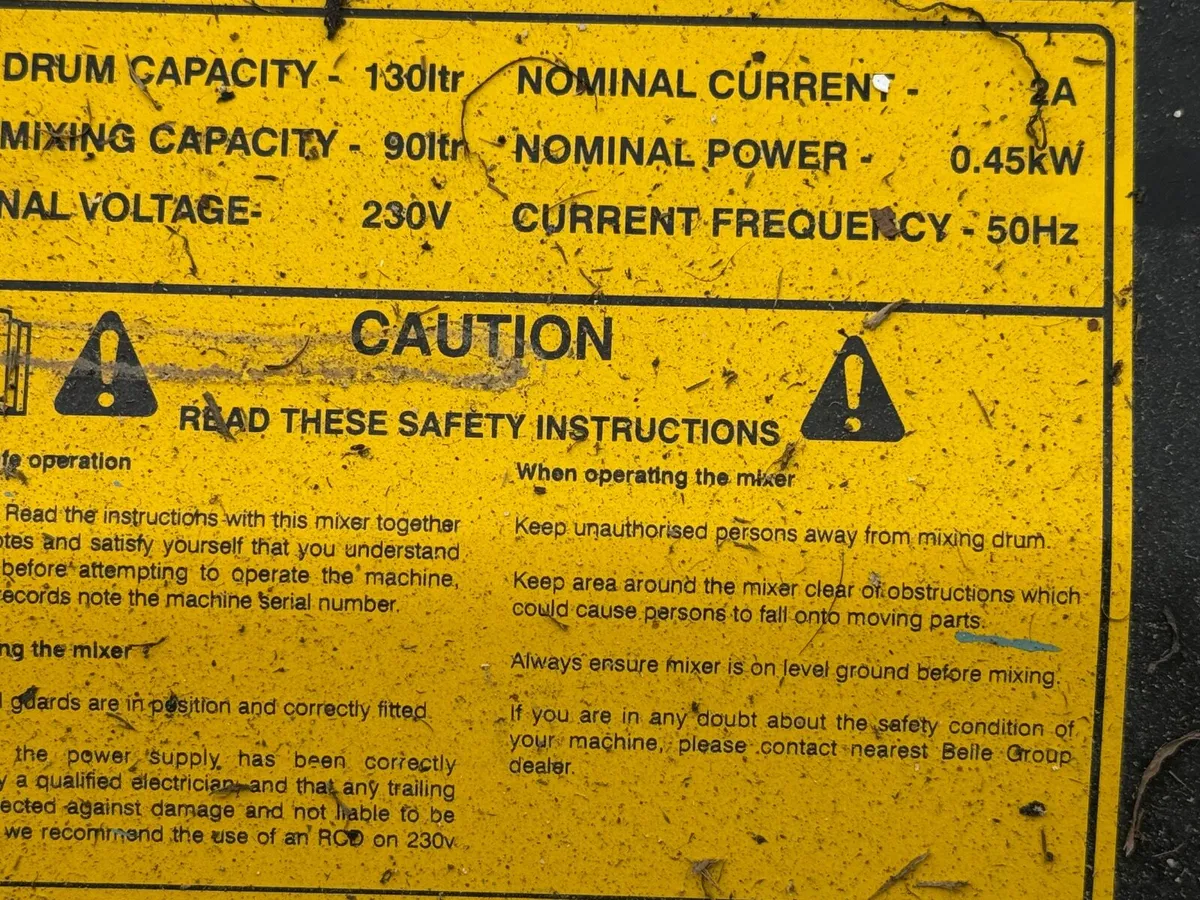 DRUM CAPACITY - 130ltr
MIXING CAPACITY - 90ltr
NAL VOLTAGE- 230V
NOMINAL CURRENT - 2A
NOMINAL POWER - 0.45kW
CURRENT FREQUENCY - 50Hz
CAUTION
READ THESE SAFETY INSTRUCTIONS
fe operation
Read the instructions with this mixer together
otes and satisfy yourself that you understand
before attempting to operate the machine,
records note the machine serial number.
ng the mixer
guards are in position and correctly fitted.
the power supply has been correctly
y a qualified electrician, and that any trailing
ected against damage and not liable to be
we recommend the use of an RCD on 230v
When operating the mixer
Keep unauthorised persons away from mixing drum.
Keep area around the mixer clear of obstructions which
could cause persons to fall onto moving parts.
Always ensure mixer is on level ground before mixing.
If you are in any doubt about the safety condition of
your machine, please contact nearest Belle Group
dealer.